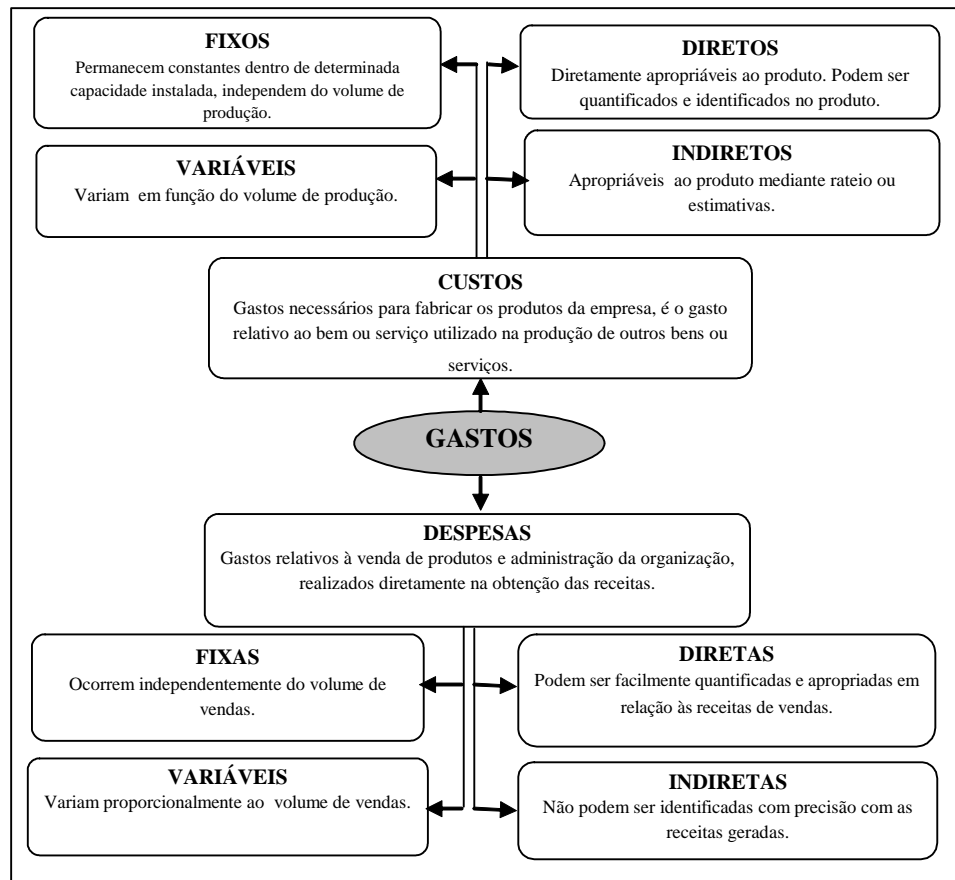 FIXOS
Permanecem constantes dentro de determinada
capacidade instalada, independem do volume de
produção.
DIRETOS
Diretamente apropriáveis ao produto. Podem ser
quantificados e identificados no produto.
VARIÁVEIS
Variam em função do volume de produção.
INDIRETOS
Apropriáveis ao produto mediante rateio ou
estimativas.
CUSTOS
Gastos necessários para fabricar os produtos da empresa, é o gasto
relativo ao bem ou serviço utilizado na produção de outros bens ou
serviços.
GASTOS
DESPESAS
Gastos relativos à venda de produtos e administração da organização,
realizados diretamente na obtenção das receitas.
FIXAS
Ocorrem independentemente do volume de
vendas.
DIRETAS
Podem ser facilmente quantificadas e apropriadas em
relação às receitas de vendas.
VARIÁVEIS
Variam proporcionalmente ao volume de vendas.
INDIRETAS
Não podem ser identificadas com precisão com as
receitas geradas.